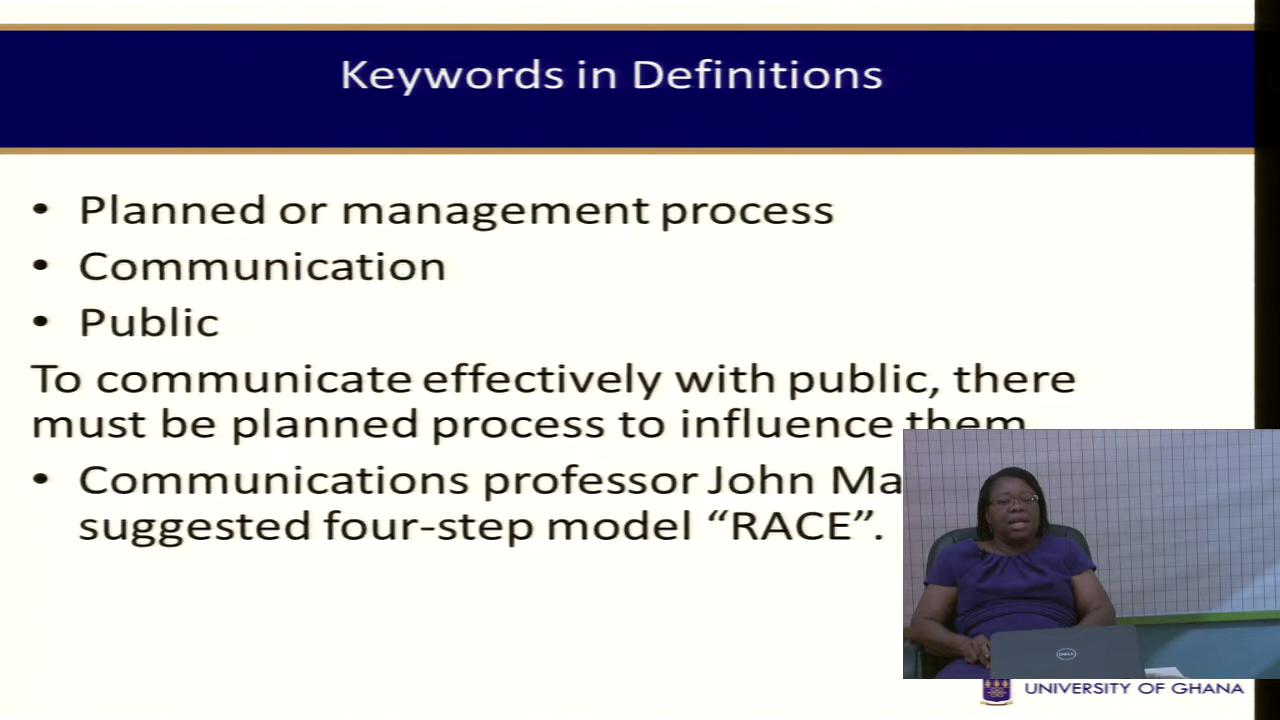 Keywords in Definitions
• Planned or management process
• Communication
• Public
To communicate effectively with public, there
must be planned process to influence them
• Communications professor John
suggested four-step model “RACE”.
DELL
UNIVERSITY OF GHANA